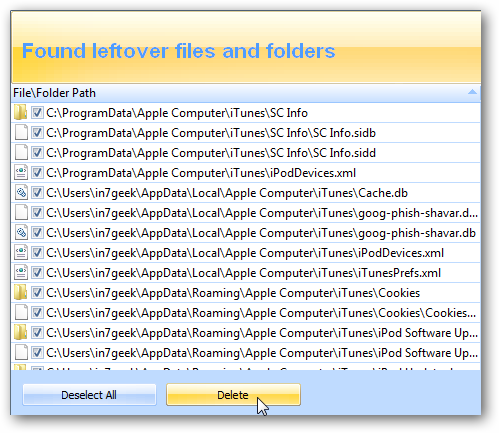 Found leftover files and folders
File\Folder Path
C:\ProgramData\Apple Computer\iTunes\SC Info
C:\ProgramData\Apple Computer\iTunes\SC Info\SC Info.sidb
C:\ProgramData\Apple Computer\iTunes\SC Info\SC Info.sidd
C:\ProgramData\Apple Computer\iTunes\iPodDevices.xml
C:\Users\in7geek\AppData\Local\Apple Computer\iTunes\Cache.db
C:\Users\in7geek\AppData\Local\Apple Computer\iTunes\goog-phish-shavar.d...
C:\Users\in7geek\AppData\Local\Apple Computer\iTunes\goog-phish-shavar.db
C:\Users\in7geek\AppData\Local\Apple Computer\iTunes\iPodDevices.xml
C:\Users\in7geek\AppData\Local\Apple Computer\iTunes\iTunesPrefs.xml
C:\Users\in7geek\AppData\Roaming\Apple Computer\iTunes\Cookies
C:\Users\in7geek\AppData\Roaming\Apple Computer\iTunes\Cookies\Cookies...
C:\Users\in7geek\AppData\Roaming\Apple Computer\iTunes\iPod Software Up...
C:\Users\in7geek\AppData\Roaming\Apple Computer\iTunes\iPod Software Up...
Deselect All
Delete